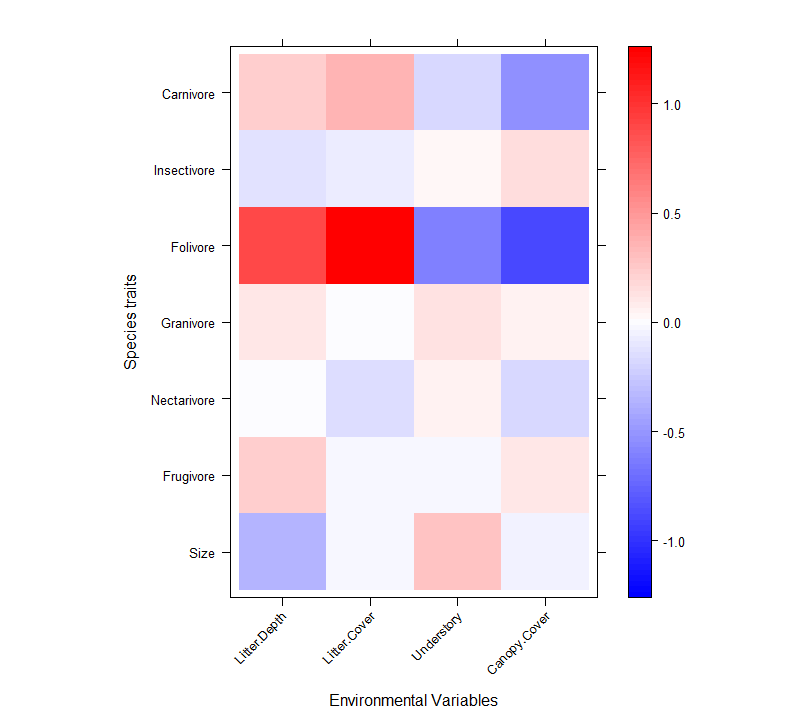 Carnivore
Insectivore
Folivore
Granivore
Nectarivore
Frugivore
Size
Species traits
Litter.Depth
Litter.Cover
Understory
Canopy.Cover
Environmental Variables
1.0
0.5
0.0
-0.5
-1.0